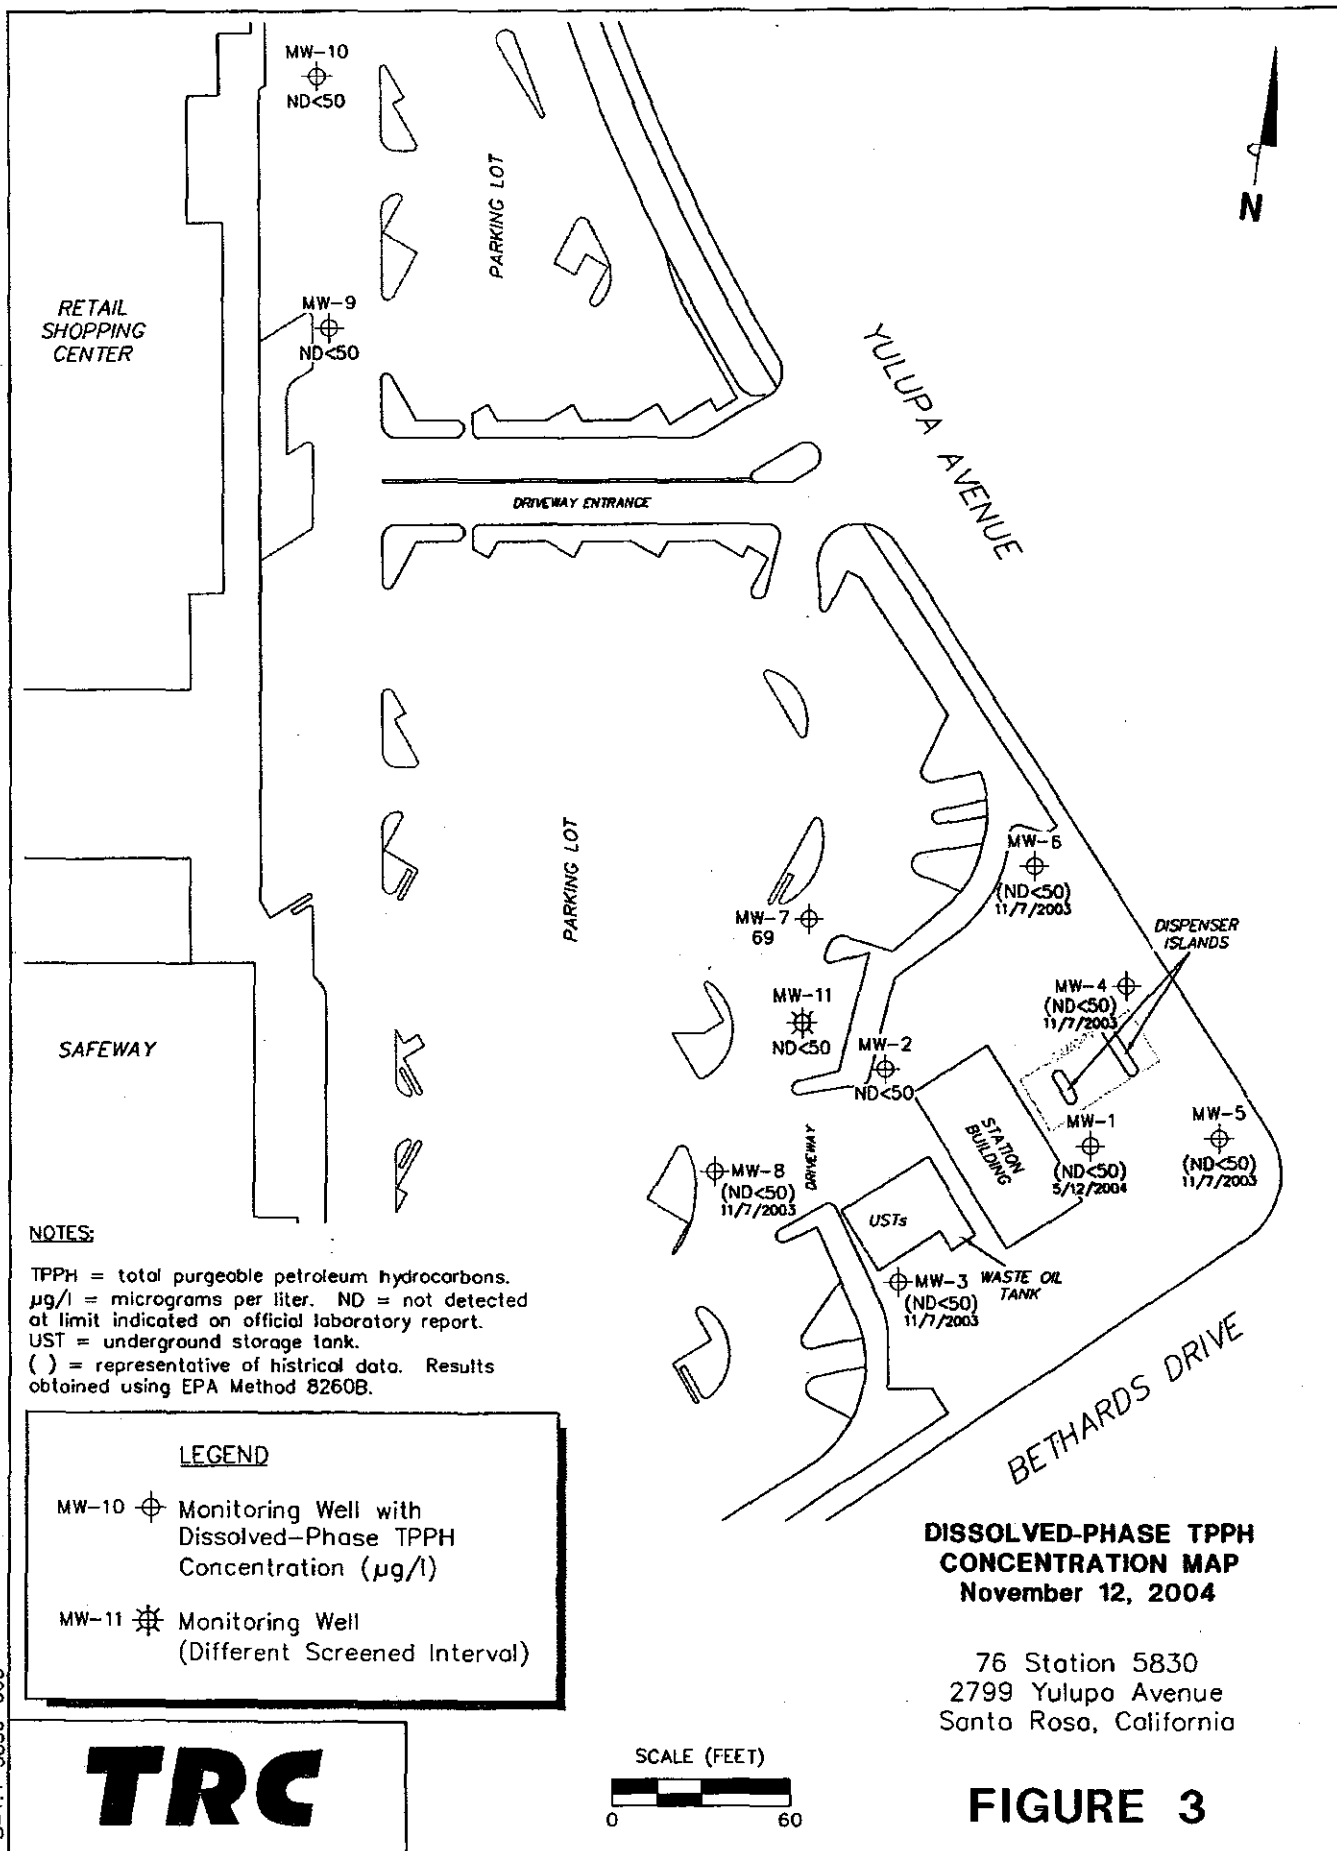 MW-10
ND<50
PARKING LOT
N
RETAIL
SHOPPING
CENTER
MW-9
ND<50
YULUPA AVENUE
DRIVEWAY ENTRANCE
PARKING LOT
MW-6
(ND<50)
11/7/2003
MW-7
69
DISPENSER
ISLANDS
MW-4
(ND<50)
11/7/2003
MW-11
ND<50
MW-2
ND<50
SAFEWAY
STATION
BUILDING
MW-1
(ND<50)
5/12/2004
MW-5
(ND<50)
11/7/2003
DRIVEWAY
MW-8
(ND<50)
11/7/2003
USTs
MW-3
(ND<50)
11/7/2003
WASTE OIL
TANK
BETHARDS DRIVE
NOTES:
TPPH = total purgeable petroleum hydrocarbons.
µg/l = micrograms per liter. ND = not detected
at limit indicated on official laboratory report.
UST = underground storage tank.
( ) = representative of histrical data. Results
obtained using EPA Method 8260B.
LEGEND
MW-10 Monitoring Well with
Dissolved-Phase TPPH
Concentration (µg/l)
MW-11 Monitoring Well
(Different Screened Interval)
DISSOLVED-PHASE TPPH
CONCENTRATION MAP
November 12, 2004
76 Station 5830
2799 Yulupa Avenue
Santa Rosa, California
TRC
SCALE (FEET)
0 60
FIGURE 3